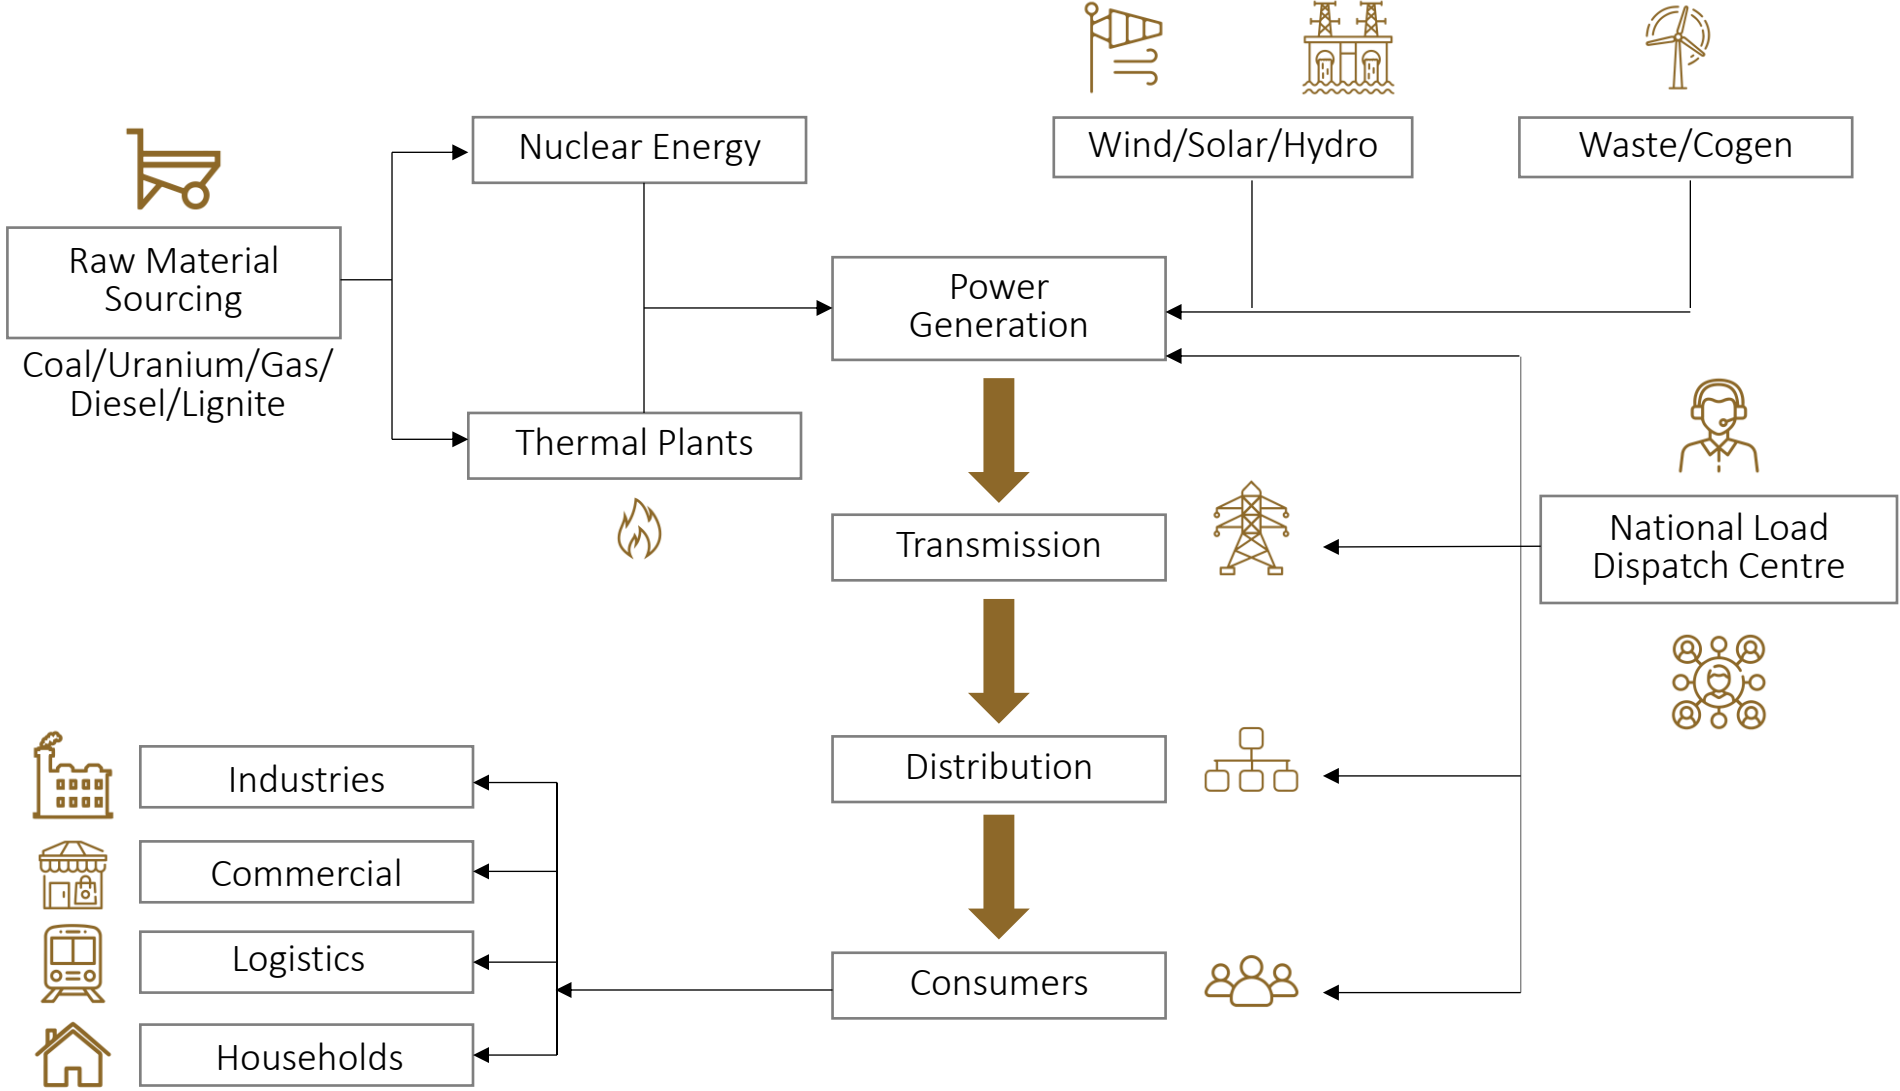 Nuclear Energy
Wind/Solar/Hydro
Waste/Cogen
Raw Material
Sourcing
Coal/Uranium/Gas/
Diesel/Lignite
Power
Generation
Thermal Plants
Transmission
National Load
Dispatch Centre
Distribution
Industries
Commercial
Logistics
Households
Consumers